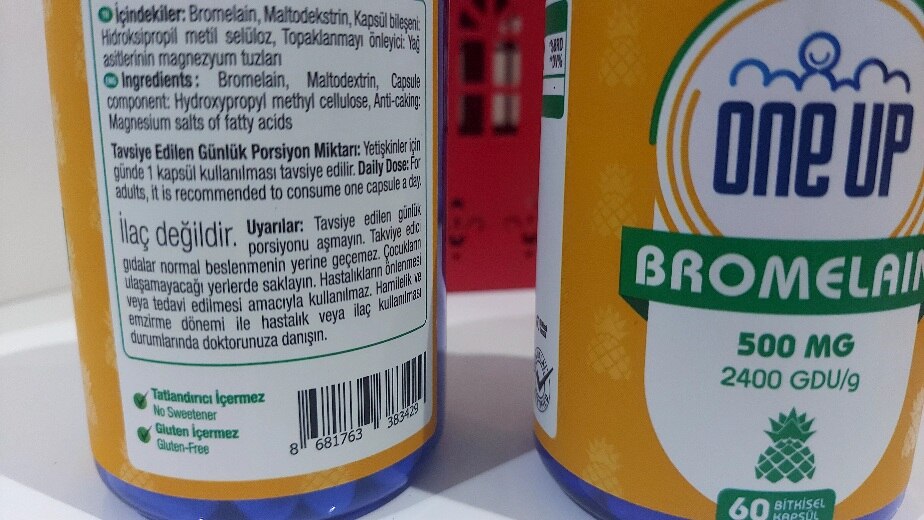 TR İçindekiler: Bromelain, Maltodekstrin, Kapsül bileşeni:
Hidroksipropil metil selüloz, Topaklanmayı önleyici: Yağ
asitlerinin magnezyum tuzları
Ingredients: Bromelain, Maltodextrin, Capsule
component: Hydroxypropyl methyl cellulose, Anti-caking:
Magnesium salts of fatty acids
Tavsiye Edilen Günlük Porsiyon Miktarı: Yetişkinler için
günde 1 kapsül kullanılması tavsiye edilir. Daily Dose: For
adults, it is recommended to consume one capsule a day.
İlaç değildir. Uyarılar: Tavsiye edilen günlük
porsiyonu aşmayın. Takviye edici
gıdalar normal beslenmenin yerine geçemez. Çocukların
ulaşamayacağı yerlerde saklayın. Hastalıkların önlenmesi
veya tedavi edilmesi amacıyla kullanılmaz. Hamilelik ve
emzirme dönemi ile hastalık veya ilaç kullanılması
durumlarında doktorunuza danışın.
Tatlandırıcı İçermez
No Sweetener
Gluten İçermez
Gluten-Free
8 681763 383429
ONE UP
BROMELAIN
500 MG
2400 GDU/g
60 BİTKİSEL
KAPSÜL